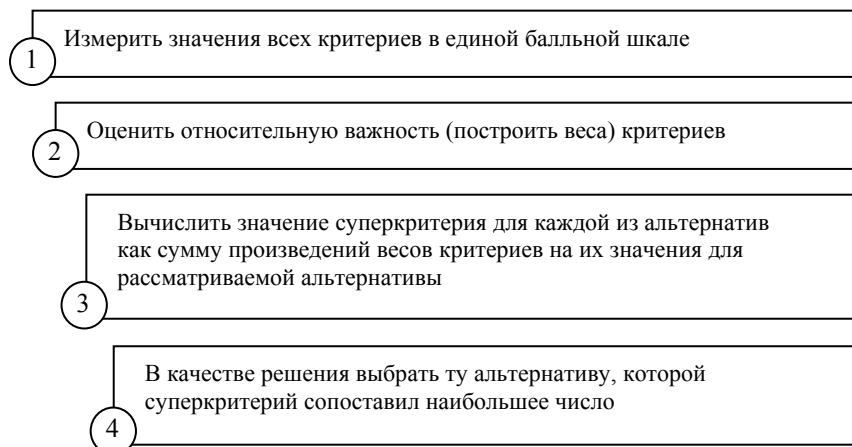 Измерить значения всех критериев в единой балльной шкале
1
Оценить относительную важность (построить веса) критериев
2
Вычислить значение суперкритерия для каждой из альтернатив
как сумму произведений весов критериев на их значения для
рассматриваемой альтернативы
3
В качестве решения выбрать ту альтернативу, которой
суперкритерий сопоставил наибольшее число
4